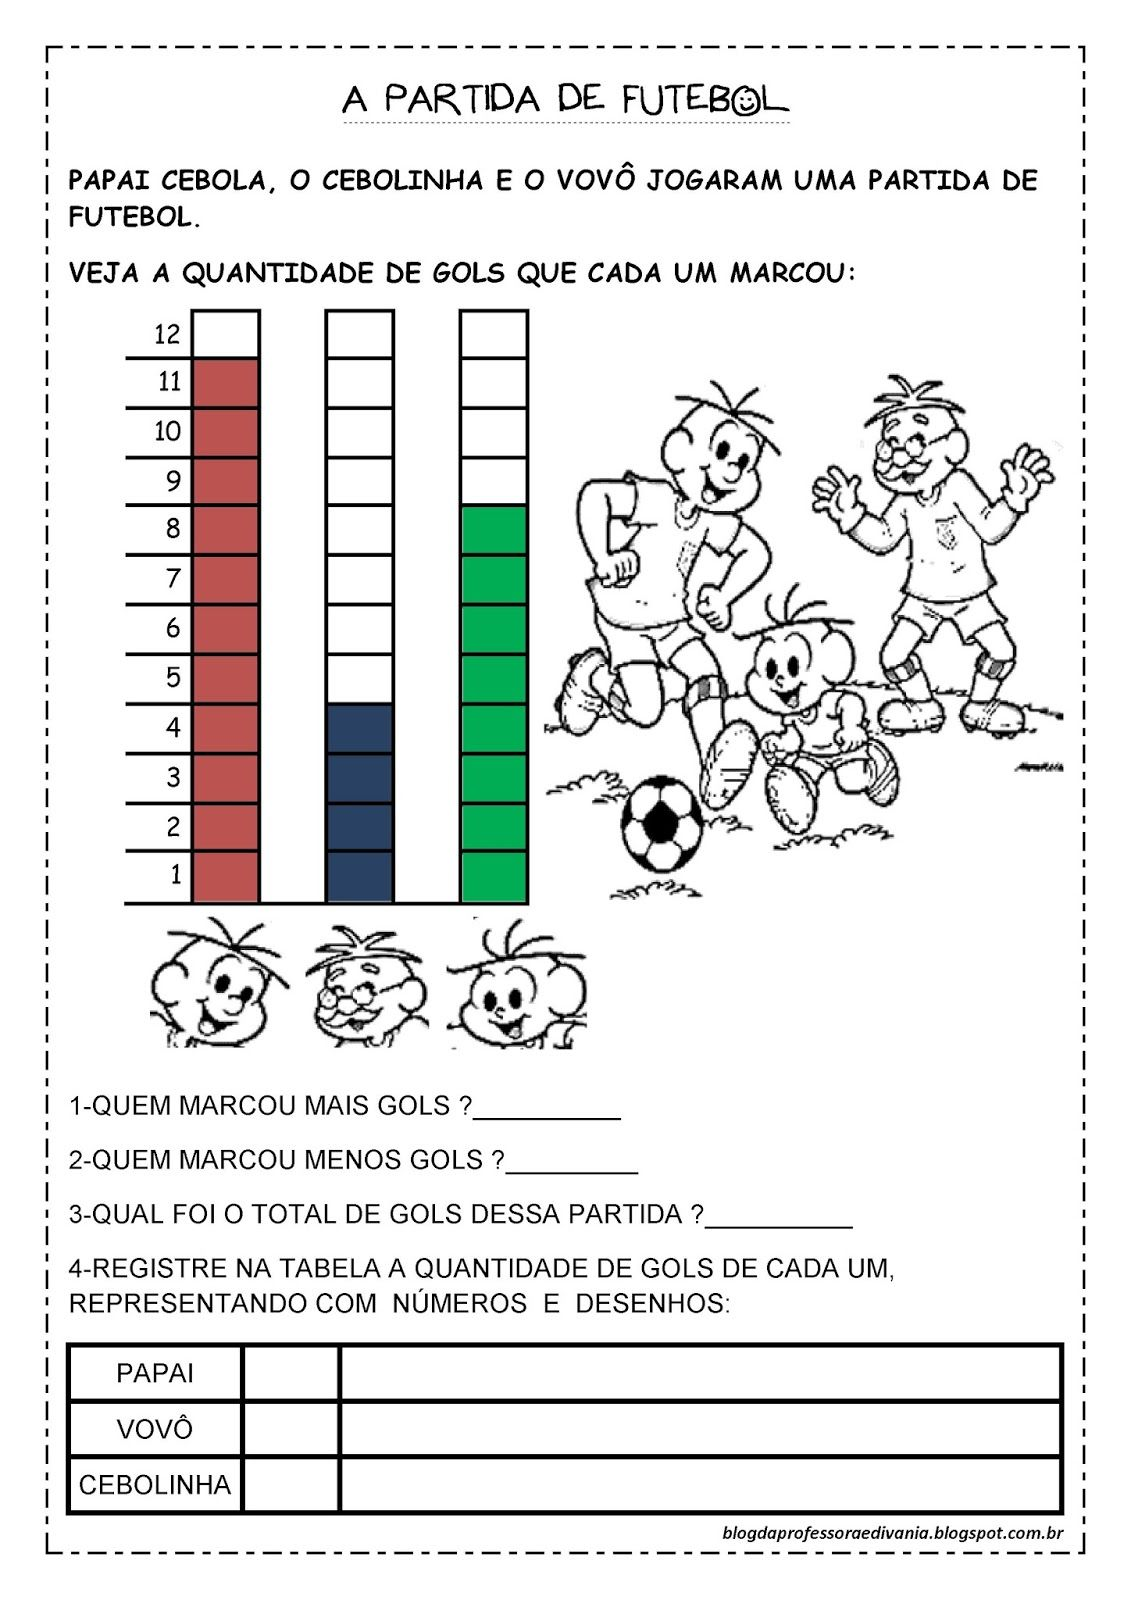 A PARTIDA DE FUTEBOL
PAPAI CEBOLA, O CEBOLINHA E O VOVÔ JOGARAM UMA PARTIDA DE
FUTEBOL.
VEJA A QUANTIDADE DE GOLS QUE CADA UM MARCOU:
12
11
10
9
8
7
6
5
4
3
2
1
1-QUEM MARCOU MAIS GOLS ?__________
2-QUEM MARCOU MENOS GOLS ?_________
3-QUAL FOI O TOTAL DE GOLS DESSA PARTIDA ?__________
4-REGISTRE NA TABELA A QUANTIDADE DE GOLS DE CADA UM,
REPRESENTANDO COM NÚMEROS E DESENHOS:
PAPAI
VOVÔ
CEBOLINHA
blogdaprofessoraedivania.blogspot.com.br